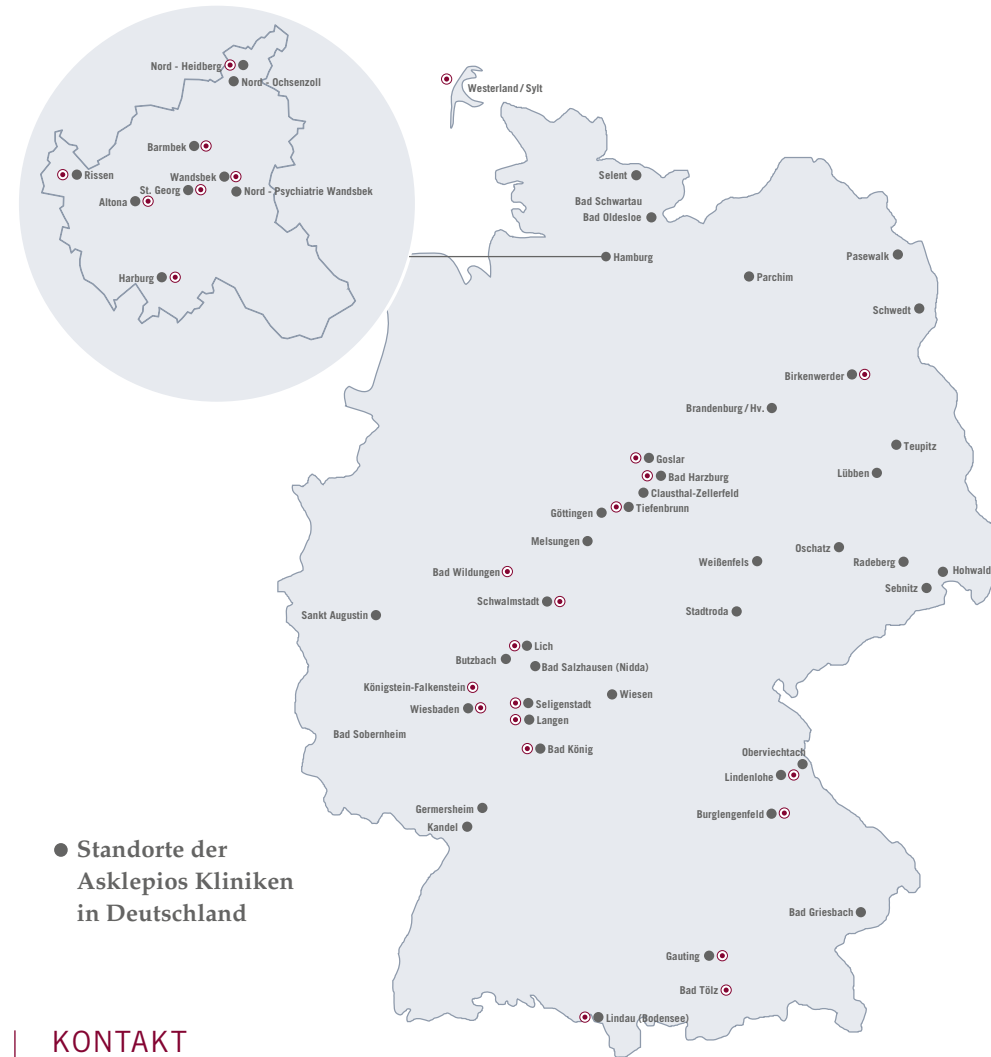 Nord - Heidberg
Nord - Ochsenzoll
Barmbek
Rissen
Wandsbek
St. Georg
Nord - Psychiatrie Wandsbek
Altona
Harburg
Westerland / Sylt
Selent
Bad Schwartau
Bad Oldesloe
Hamburg
Pasewalk
Parchim
Schwedt
Birkenwerder
Brandenburg / Hv.
Teupitz
Goslar
Lübben
Bad Harzburg
Clausthal-Zellerfeld
Tiefenbrunn
Göttingen
Melsungen
Oschatz
Weißenfels
Radeberg
Hohwald
Bad Wildungen
Sebnitz
Schwalmstadt
Stadtroda
Sankt Augustin
Lich
Butzbach
Bad Salzhausen (Nidda)
Königstein-Falkenstein
Wiesen
Seligenstadt
Wiesbaden
Langen
Bad Sobernheim
Bad König
Oberviechtach
Lindenlohe
Germersheim
Burglengenfeld
Kandel
Standorte der
Asklepios Kliniken
in Deutschland
Bad Griesbach
Gauting
Bad Tölz
Lindau (Bodensee)
| KONTAKT